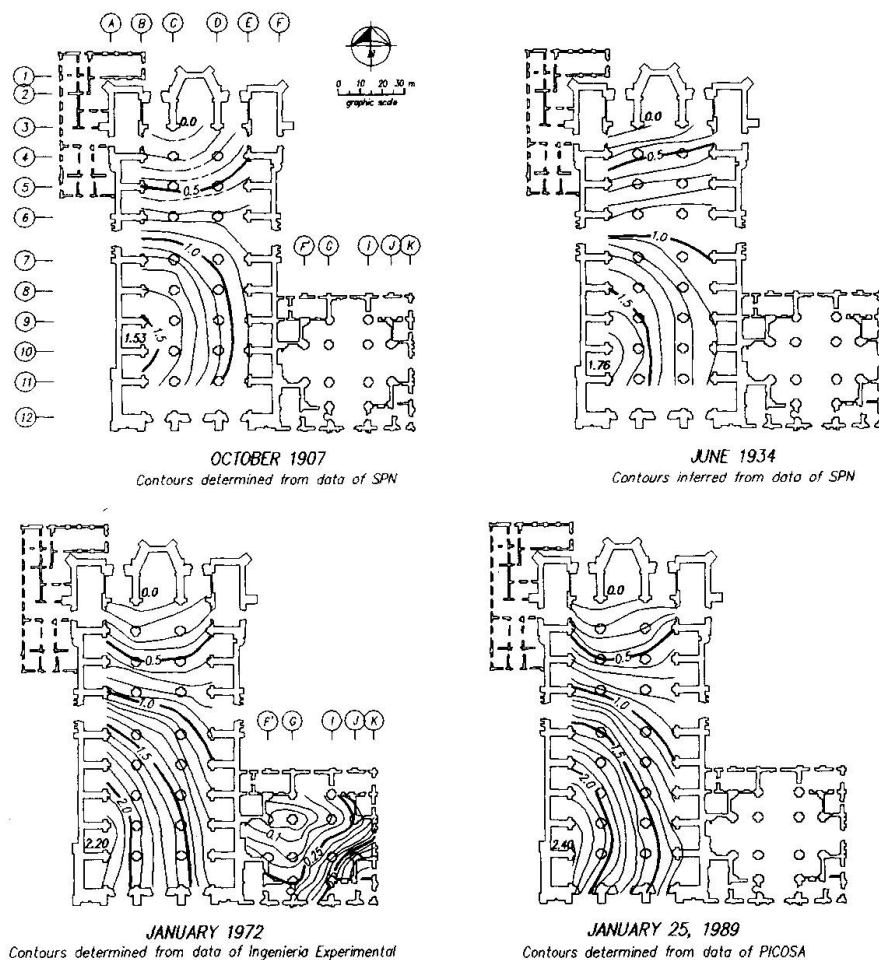 A B C D E F
N
0 10 20 30 m
graphic scale
1
2
3
4
5
6
7
8
9
10
11
12
0.0
0.5
1.0
1.5
1.53
F' G I J K
OCTOBER 1907
Contours determined from data of SPN
0.0
0.5
1.0
1.5
1.76
JUNE 1934
Contours inferred from data of SPN
0.0
0.5
1.0
1.5
2.0
2.20
F' G I J K
0.1
0.25
JANUARY 1972
Contours determined from data of Ingenieria Experimental
0.0
0.5
1.0
1.5
2.0
2.40
JANUARY 25, 1989
Contours determined from data of PICOSA